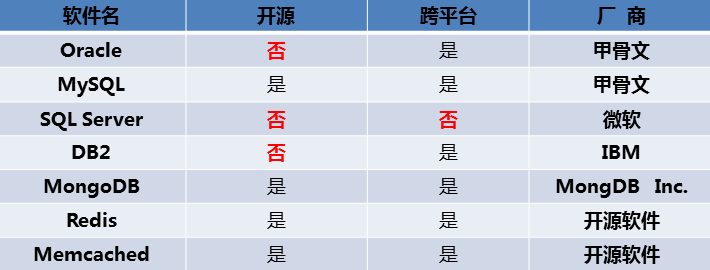 软件名 开源 跨平台 厂 商
Oracle 否 是 甲骨文
MySQL 是 是 甲骨文
SQL Server 否 否 微软
DB2 否 是 IBM
MongoDB 是 是 MongDB Inc.
Redis 是 是 开源软件
Memcached 是 是 开源软件